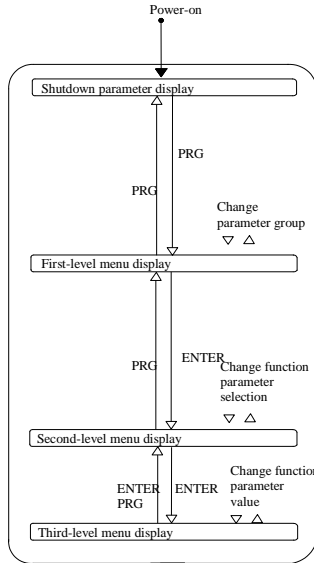 Power-on
Shutdown parameter display
PRG
PRG
Change
parameter group
First-level menu display
PRG
ENTER
Change function
parameter
selection
Second-level menu display
ENTER
PRG
ENTER
Change function
parameter
value
Third-level menu display